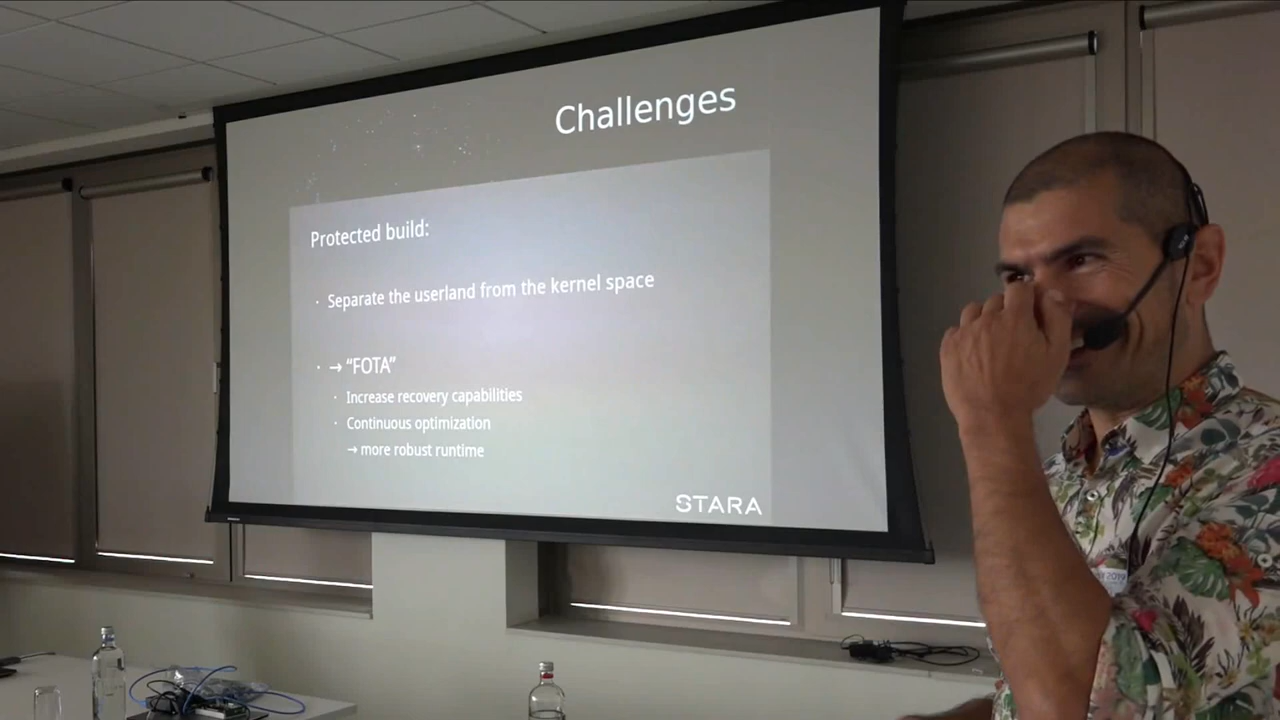 Challenges
Protected build:
· Separate the userland from the kernel space
· → “FOTA”
· Increase recovery capabilities
· Continuous optimization
→ more robust runtime
STARA